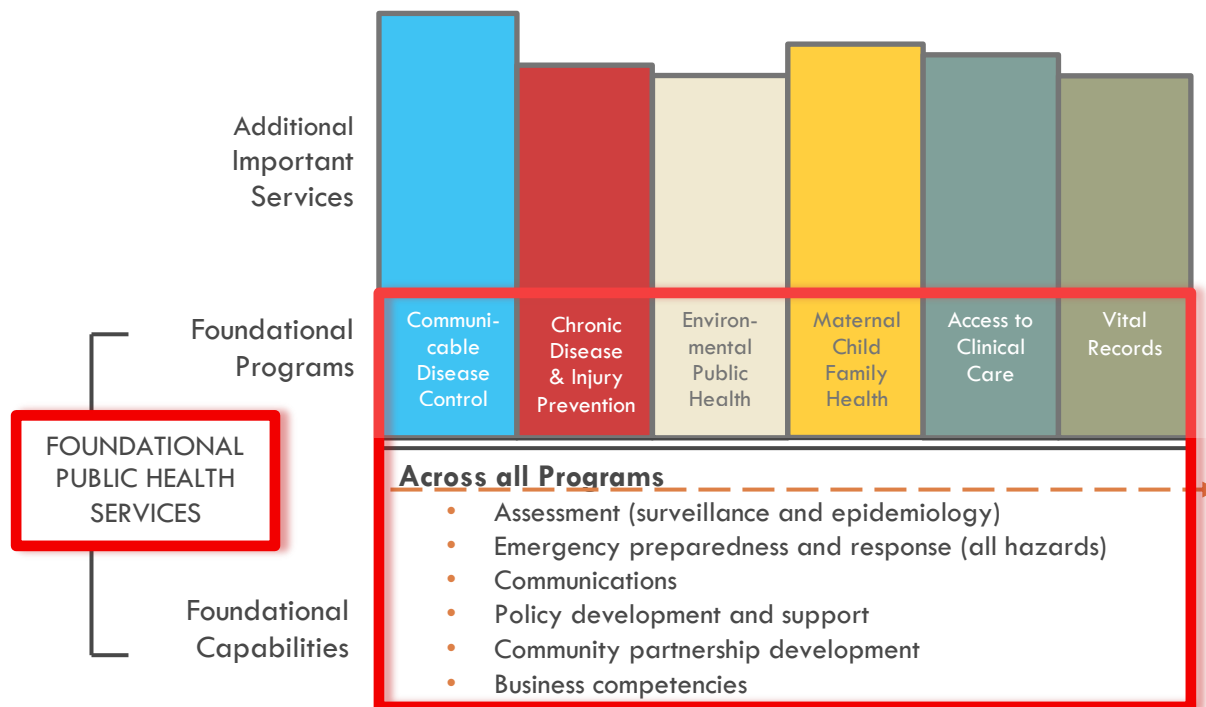 Additional
Important
Services
Foundational
Programs
Communi-
cable
Disease
Control
Chronic
Disease
& Injury
Prevention
Environ-
mental
Public
Health
Maternal
Child
Family
Health
Access to
Clinical
Care
Vital
Records
FOUNDATIONAL
PUBLIC HEALTH
SERVICES
Foundational
Capabilities
Across all Programs
• Assessment (surveillance and epidemiology)
• Emergency preparedness and response (all hazards)
• Communications
• Policy development and support
• Community partnership development
• Business competencies